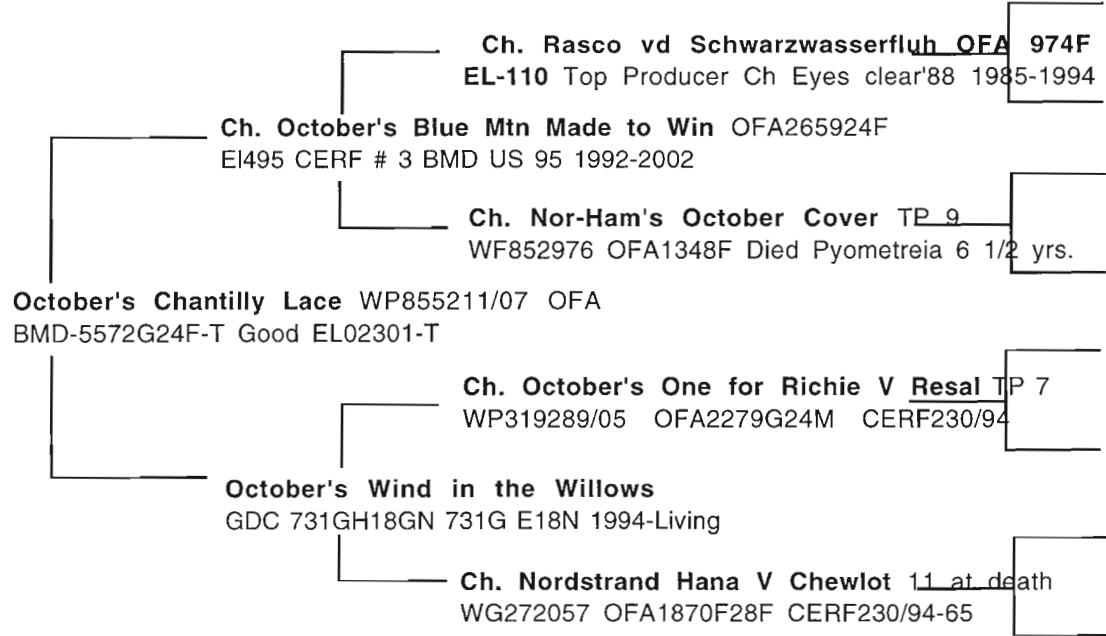 Ch. Rasco vd Schwarzwasserfluh OFA 974F
EL-110 Top Producer Ch Eyes clear'88 1985-1994
Ch. October's Blue Mtn Made to Win OFA265924F
EI495 CERF # 3 BMD US 95 1992-2002
Ch. Nor-Ham's October Cover TP 9
WF852976 OFA1348F Died Pyometreia 6 1/2 yrs.
October's Chantilly Lace WP855211/07 OFA
BMD-5572G24F-T Good EL02301-T
Ch. October's One for Richie V Resal TP 7
WP319289/05 OFA2279G24M CERF230/94
October's Wind in the Willows
GDC 731GH18GN 731G E18N 1994-Living
Ch. Nordstrand Hana V Chewlot 11 at death
WG272057 OFA1870F28F CERF230/94-65